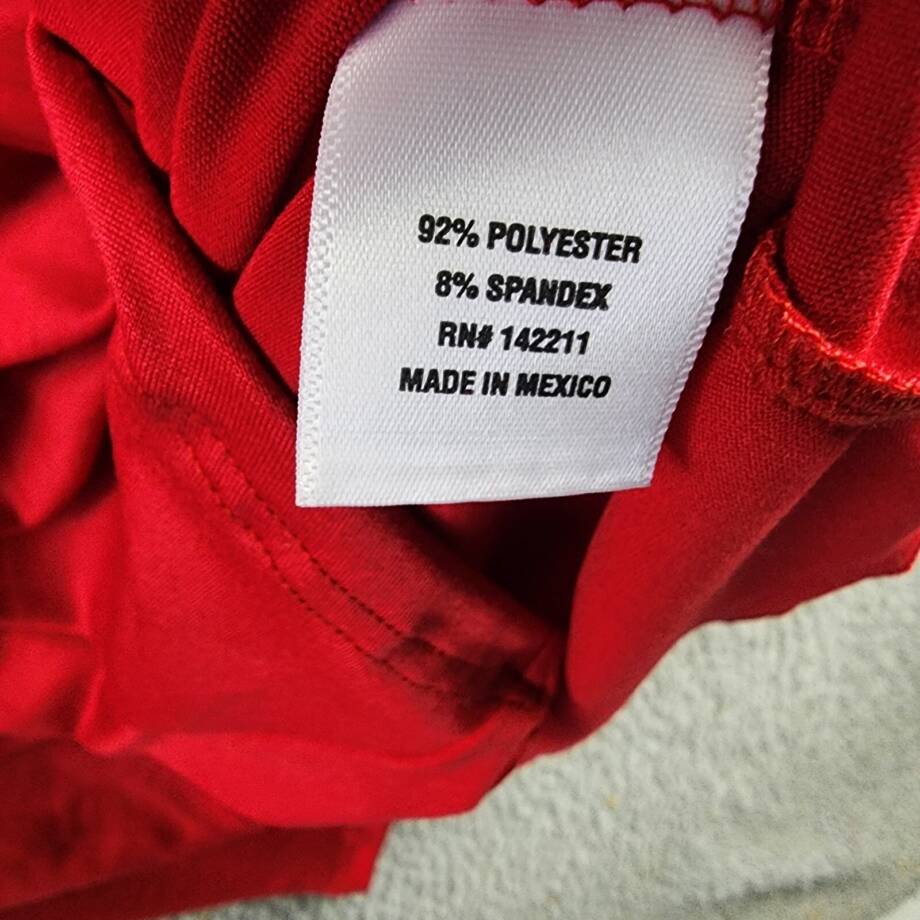 92% POLYESTER
8% SPANDEX
RN# 142211
MADE IN MEXICO